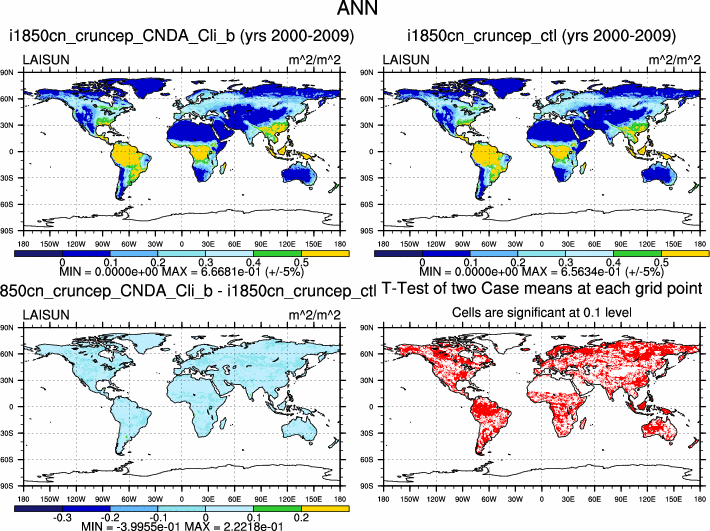 ANN
i1850cn_cruncep_CNDA_Cli_b (yrs 2000-2009)
i1850cn_cruncep_ctl (yrs 2000-2009)
LAISUN m^2/m^2
LAISUN m^2/m^2
90N
60N
30N
0
30S
60S
90S
180 150W 120W 90W 60W 30W 0 30E 60E 90E 120E 150E 180
90N
60N
30N
0
30S
60S
90S
180 150W 120W 90W 60W 30W 0 30E 60E 90E 120E 150E 180
0 0.1 0.2 0.3 0.4 0.5
MIN = 0.0000e+00 MAX = 6.6681e-01 (+/-5%)
0 0.1 0.2 0.3 0.4 0.5
MIN = 0.0000e+00 MAX = 6.5634e-01 (+/-5%)
850cn_cruncep_CNDA_Cli_b - i1850cn_cruncep_ctl
T-Test of two Case means at each grid point
LAISUN m^2/m^2
Cells are significant at 0.1 level
90N
60N
30N
0
30S
60S
90S
180 150W 120W 90W 60W 30W 0 30E 60E 90E 120E 150E 180
90N
60N
30N
0
30S
60S
90S
180 150W 120W 90W 60W 30W 0 30E 60E 90E 120E 150E 180
-0.3 -0.2 -0.1 0 0.1 0.2
MIN = -3.9955e-01 MAX = 2.2218e-01